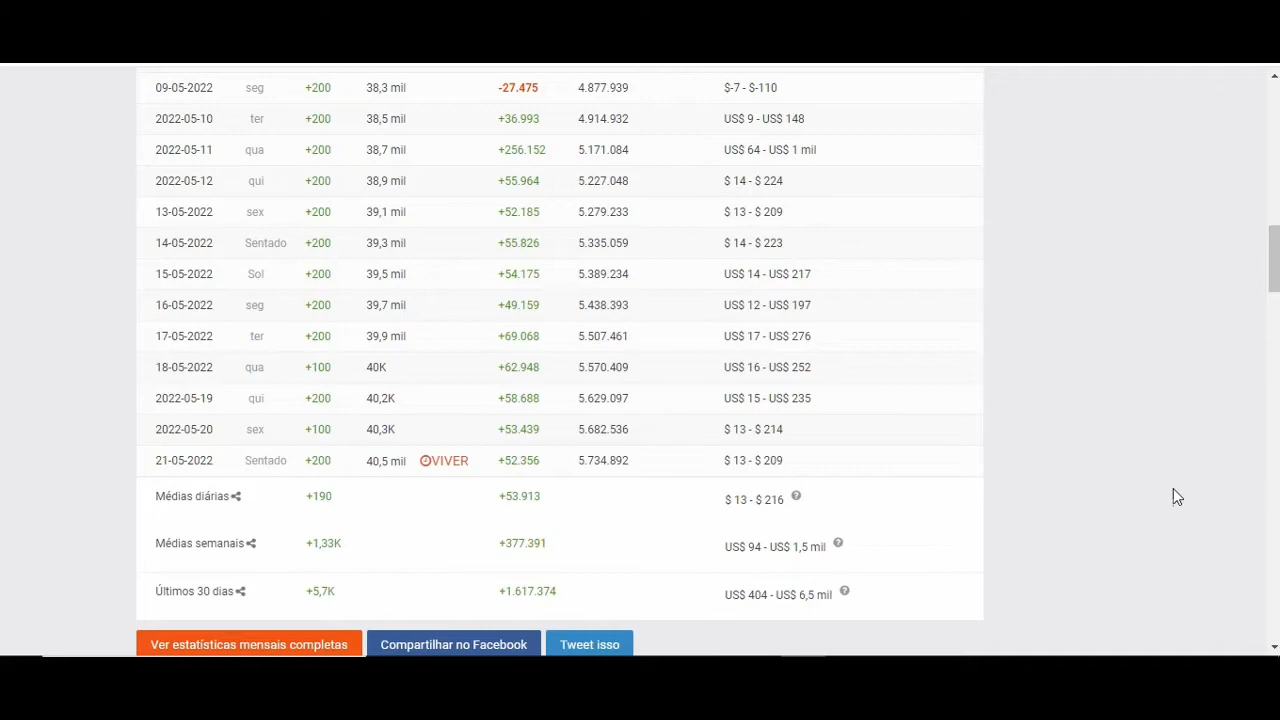 09-05-2022 seg +200 38,3 mil -27.475 4.877.939 $-7 - $-110
2022-05-10 ter +200 38,5 mil +36.993 4.914.932 US$ 9 - US$ 148
2022-05-11 qua +200 38,7 mil +256.152 5.171.084 US$ 64 - US$ 1 mil
2022-05-12 qui +200 38,9 mil +55.964 5.227.048 $ 14 - $ 224
13-05-2022 sex +200 39,1 mil +52.185 5.279.233 $ 13 - $ 209
14-05-2022 Sentado +200 39,3 mil +55.826 5.335.059 $ 14 - $ 223
15-05-2022 Sol +200 39,5 mil +54.175 5.389.234 US$ 14 - US$ 217
16-05-2022 seg +200 39,7 mil +49.159 5.438.393 US$ 12 - US$ 197
17-05-2022 ter +200 39,9 mil +69.068 5.507.461 US$ 17 - US$ 276
18-05-2022 qua +100 40K +62.948 5.570.409 US$ 16 - US$ 252
2022-05-19 qui +200 40,2K +58.688 5.629.097 US$ 15 - US$ 235
2022-05-20 sex +100 40,3K +53.439 5.682.536 $ 13 - $ 214
21-05-2022 Sentado +200 40,5 mil VIVER +52.356 5.734.892 $ 13 - $ 209
Médias diárias +190 +53.913 $ 13 - $ 216 ?
Médias semanais +1,33K +377.391 US$ 94 - US$ 1,5 mil ?
Últimos 30 dias +5,7K +1.617.374 US$ 404 - US$ 6,5 mil ?
Ver estatísticas mensais completas Compartilhar no Facebook Tweet isso